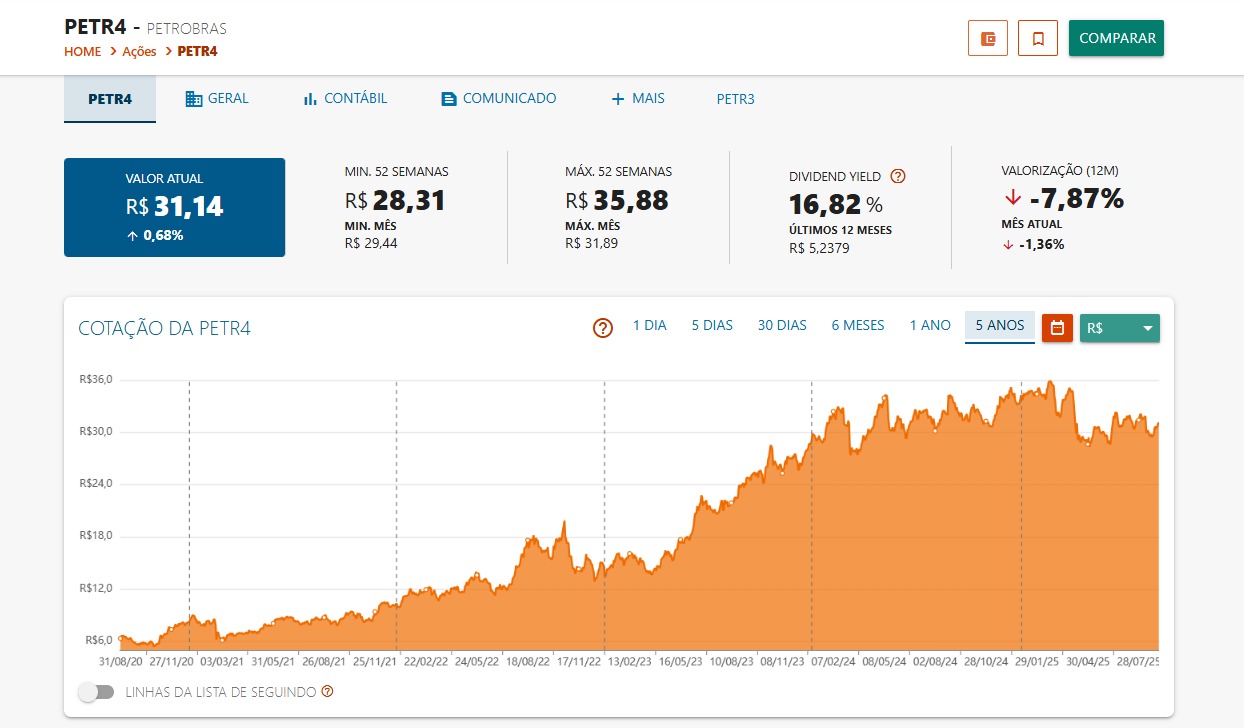 PETR4 - PETROBRAS
HOME > Ações > PETR4
COMPARAR
PETR4
GERAL
CONTÁBIL
COMUNICADO
MAIS
PETR3
VALOR ATUAL
R$ 31,14
↑ 0,68%
MIN. 52 SEMANAS
R$ 28,31
MIN. MÊS
R$ 29,44
MÁX. 52 SEMANAS
R$ 35,88
MÁX. MÊS
R$ 31,89
DIVIDEND YIELD ?
16,82 %
ÚLTIMOS 12 MESES
R$ 5,2379
VALORIZAÇÃO (12M)
↓ -7,87%
MÊS ATUAL
↓ -1,36%
COTAÇÃO DA PETR4
? 1 DIA 5 DIAS 30 DIAS 6 MESES 1 ANO 5 ANOS R$
R$36,0
R$30,0
R$24,0
R$18,0
R$12,0
R$6,0
31/08/20 27/11/20 03/03/21 31/05/21 26/08/21 25/11/21 22/02/22 24/05/22 18/08/22 17/11/22 13/02/23 16/05/23 10/08/23 08/11/23 07/02/24 08/05/24 02/08/24 28/10/24 29/01/25 30/04/25 28/07/25
LINHAS DA LISTA DE SEGUINDO ?